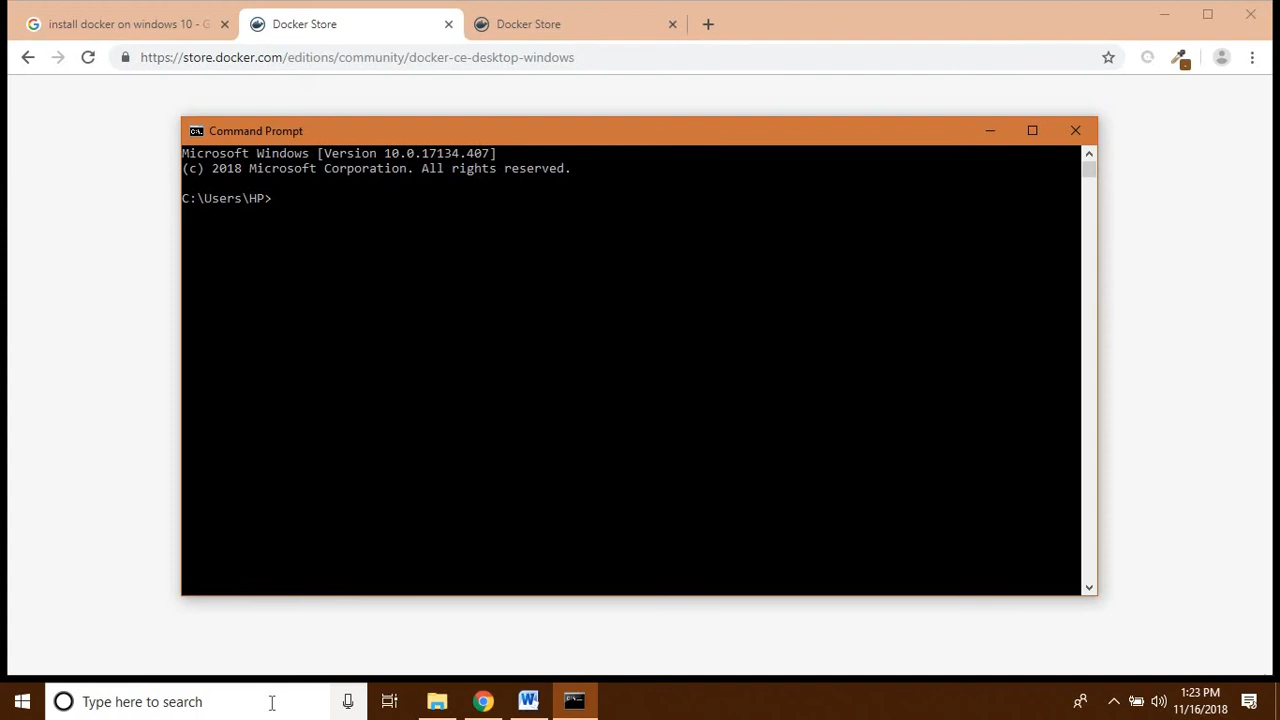 install docker on windows 10 - G
Docker Store
Docker Store
https://store.docker.com/editions/community/docker-ce-desktop-windows
Command Prompt
Microsoft Windows [Version 10.0.17134.407]
(c) 2018 Microsoft Corporation. All rights reserved.
C:\Users\HP>
Type here to search
1:23 PM
11/16/2018